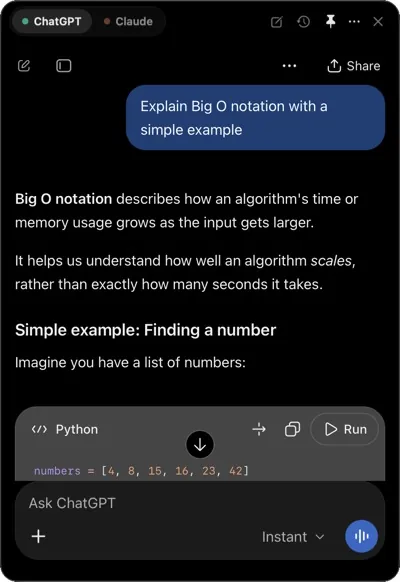 ChatGPT
Claude
Share
Explain Big O notation with a
simple example
Big O notation describes how an algorithm's time or
memory usage grows as the input gets larger.
It helps us understand how well an algorithm scales,
rather than exactly how many seconds it takes.
Simple example: Finding a number
Imagine you have a list of numbers:
Python
Run
numbers = [4, 8, 15, 16, 23, 42]
Ask ChatGPT
Instant